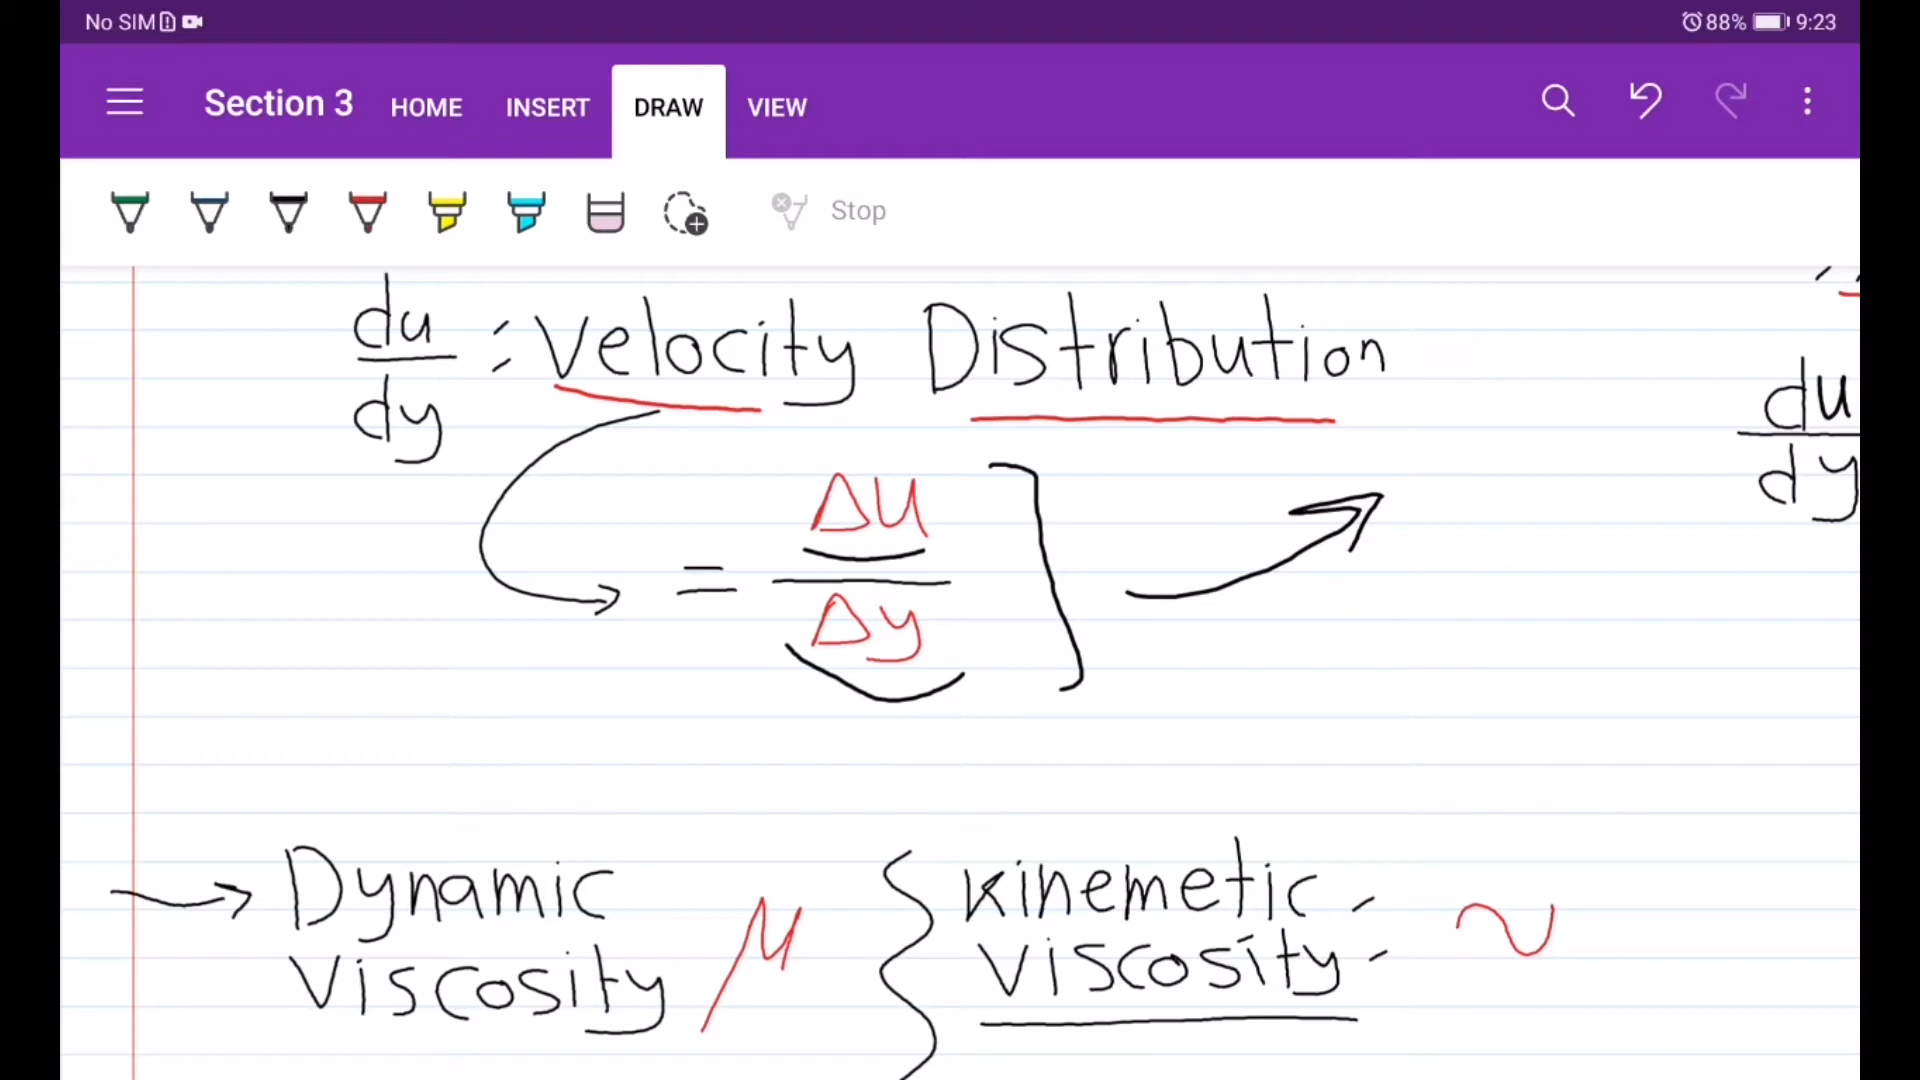 No SIM
88% 9:23
Section 3 HOME INSERT DRAW VIEW
Stop
du
dy
: Velocity Distribution
= Δu
Δy
du
dy
→ Dynamic
Viscosity μ
Kinemetic
Viscosity :